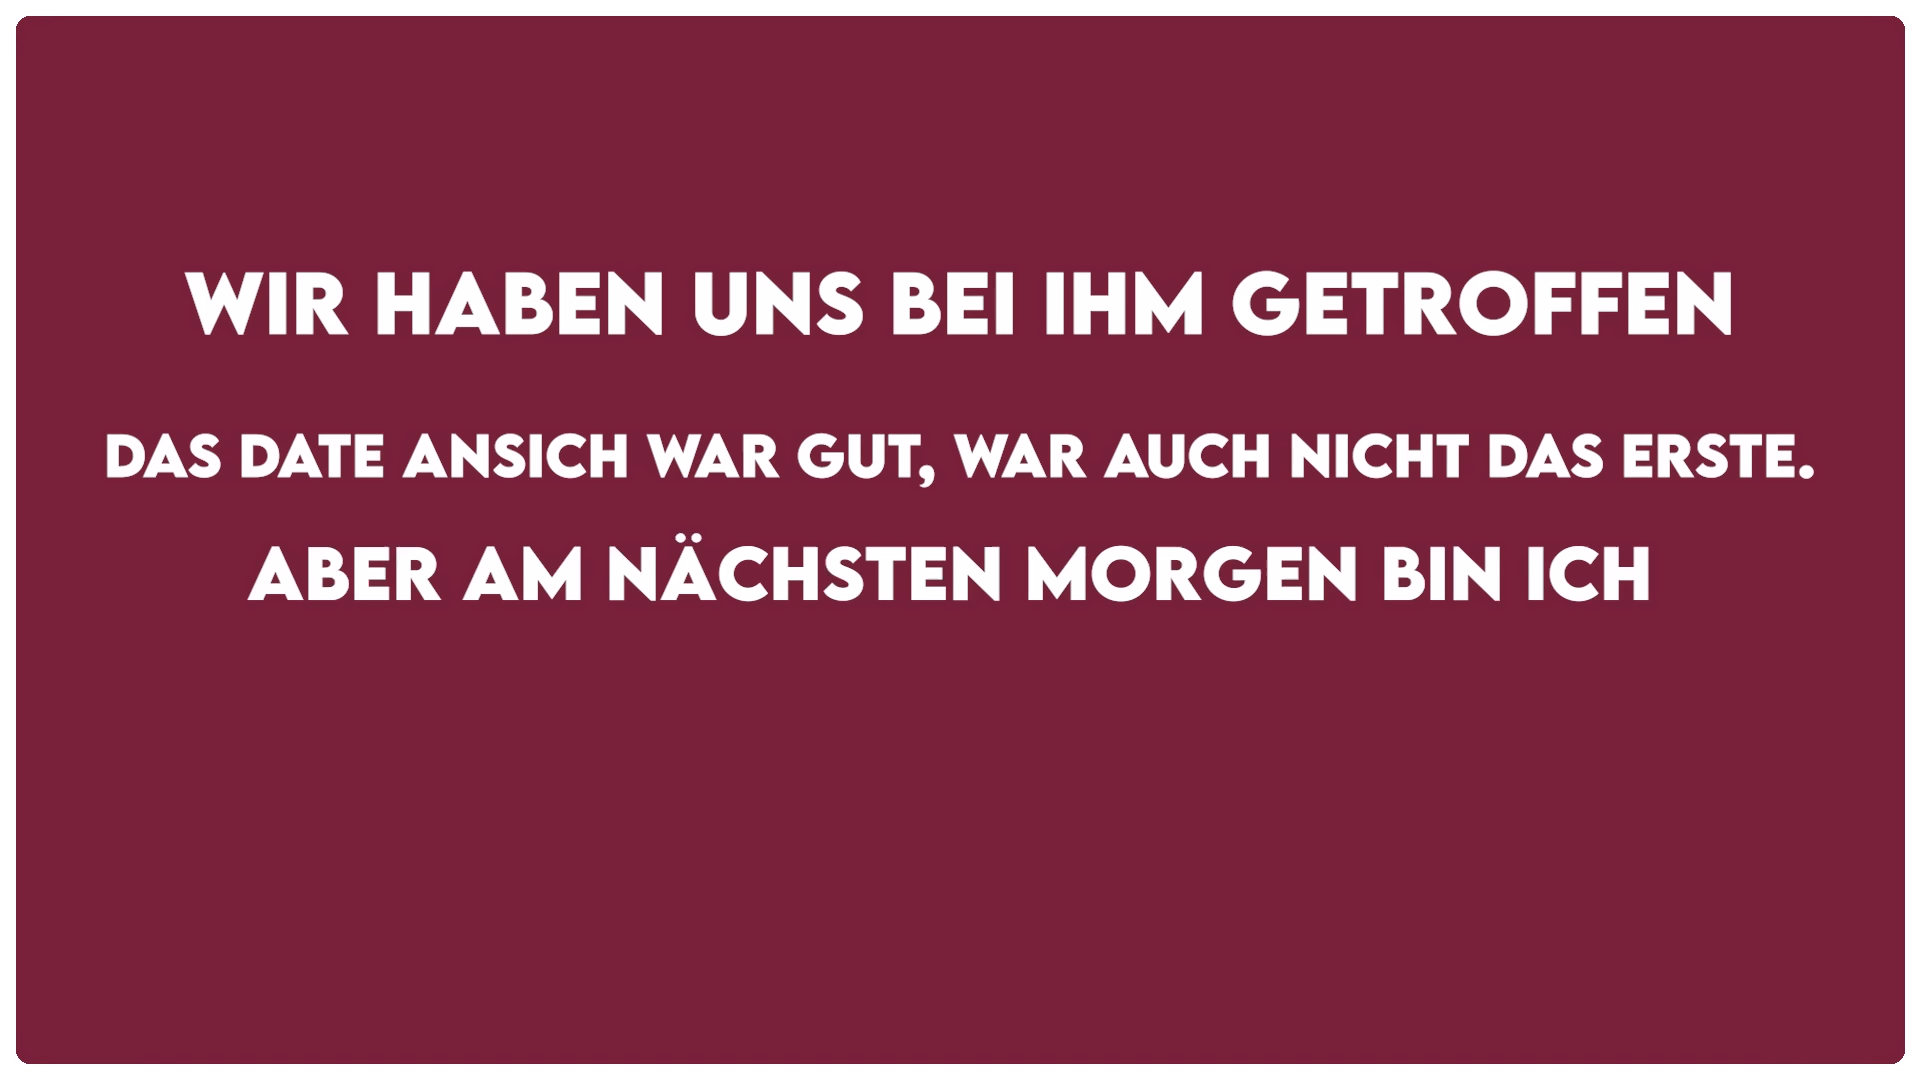 WIR HABEN UNS BEI IHM GETROFFEN
DAS DATE ANSICH WAR GUT, WAR AUCH NICHT DAS ERSTE.
ABER AM NÄCHSTEN MORGEN BIN ICH